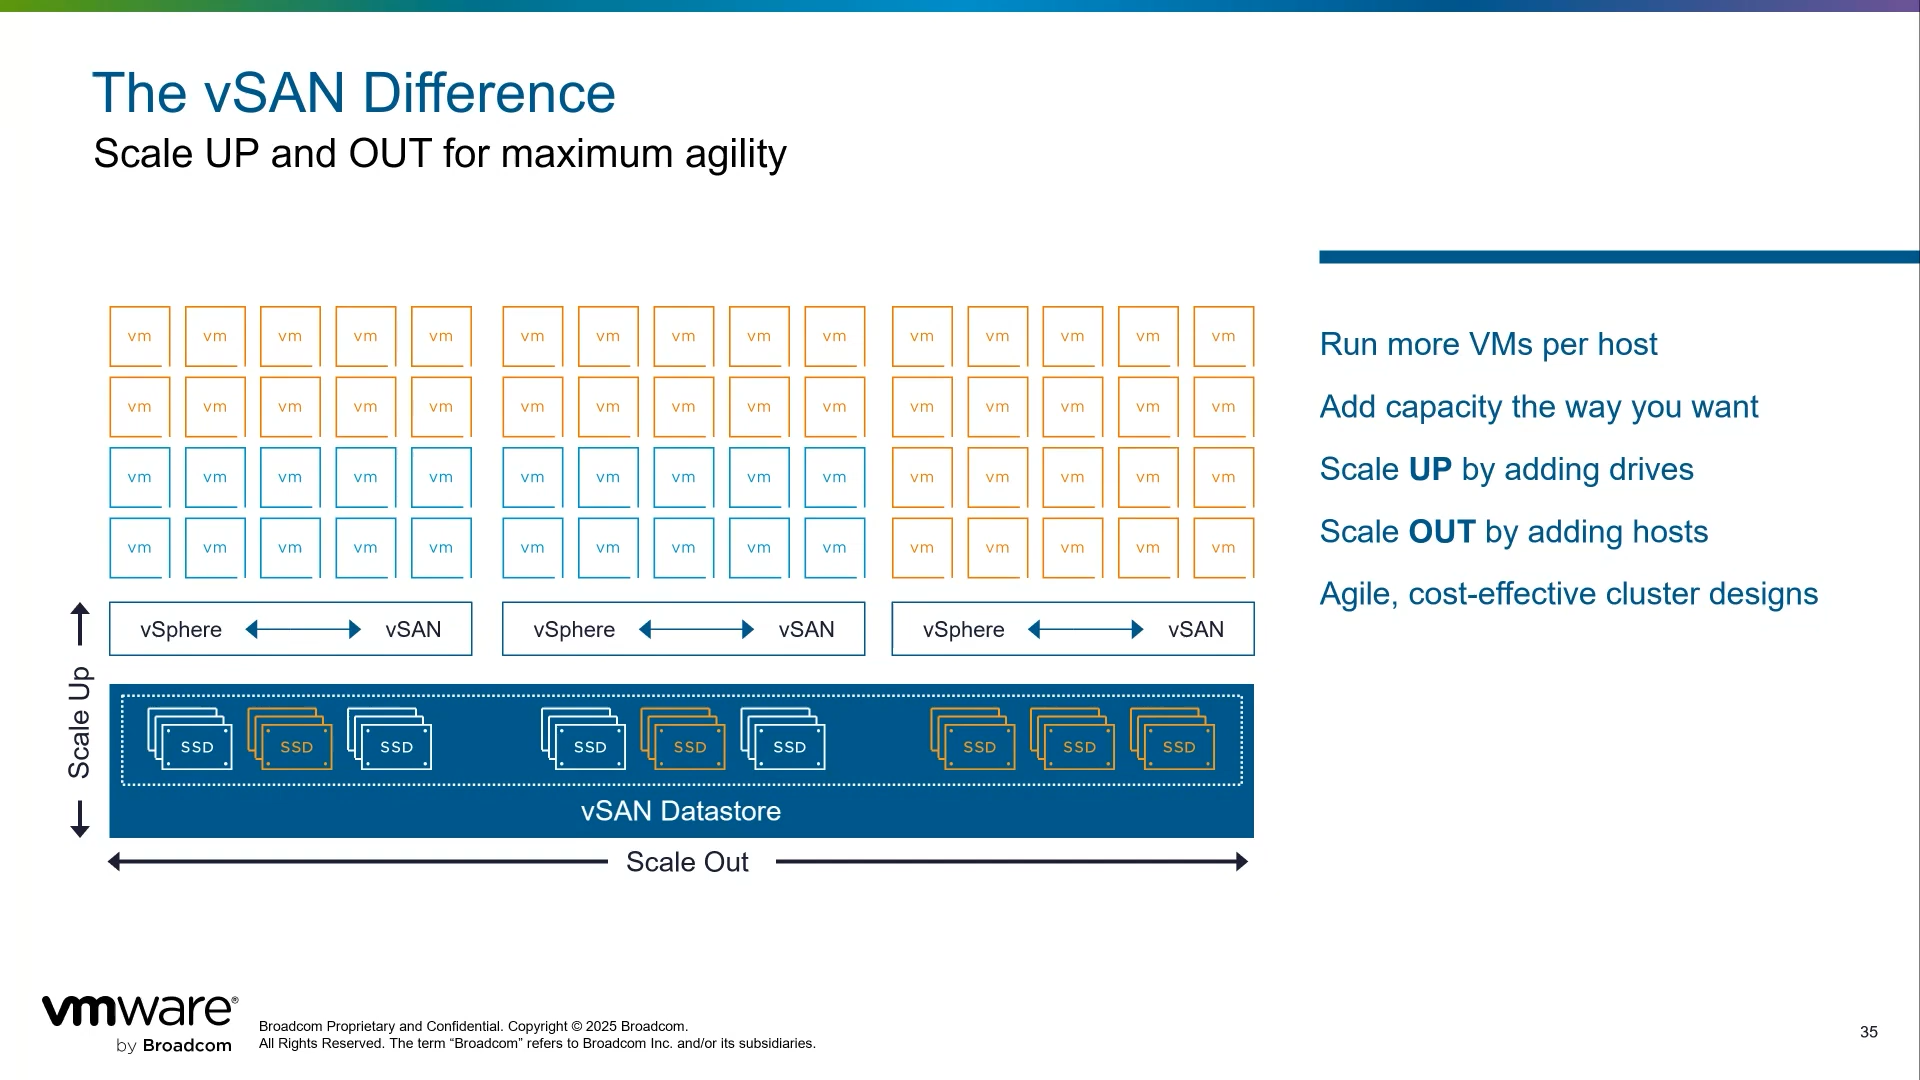 The vSAN Difference
Scale UP and OUT for maximum agility
vm vm vm vm vm vm vm vm vm vm vm vm vm vm vm
vm vm vm vm vm vm vm vm vm vm vm vm vm vm vm
vm vm vm vm vm vm vm vm vm vm vm vm vm vm vm
vm vm vm vm vm vm vm vm vm vm vm vm vm vm vm
vSphere vSAN vSphere vSAN vSphere vSAN
Scale Up
SSD SSD SSD SSD SSD SSD SSD SSD SSD
vSAN Datastore
Scale Out
Run more VMs per host
Add capacity the way you want
Scale UP by adding drives
Scale OUT by adding hosts
Agile, cost-effective cluster designs
vmware®
by Broadcom
Broadcom Proprietary and Confidential. Copyright © 2025 Broadcom.
All Rights Reserved. The term “Broadcom” refers to Broadcom Inc. and/or its subsidiaries.
35